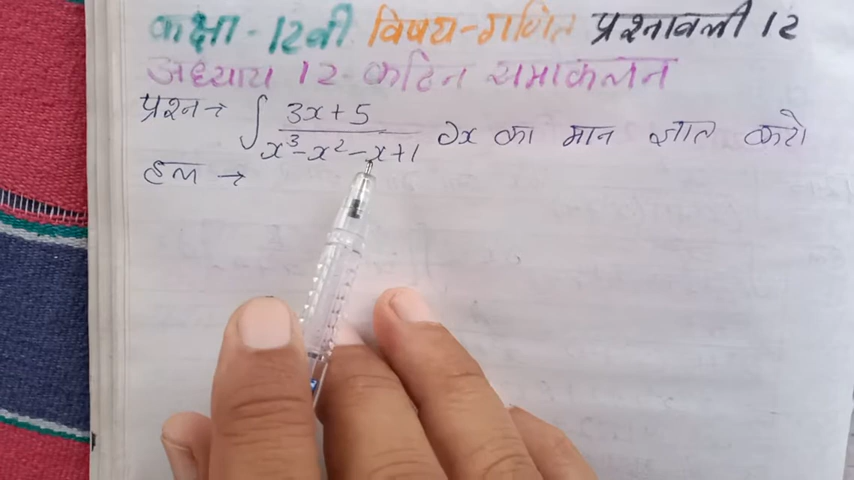 कक्षा - 12वी विषय-गणित प्रश्नावली 12
अध्याय 12 कठिन समाकलन
प्रश्न → ∫ (3x+5)/(x³-x²-x+1) dx का मान ज्ञात करो
हल →